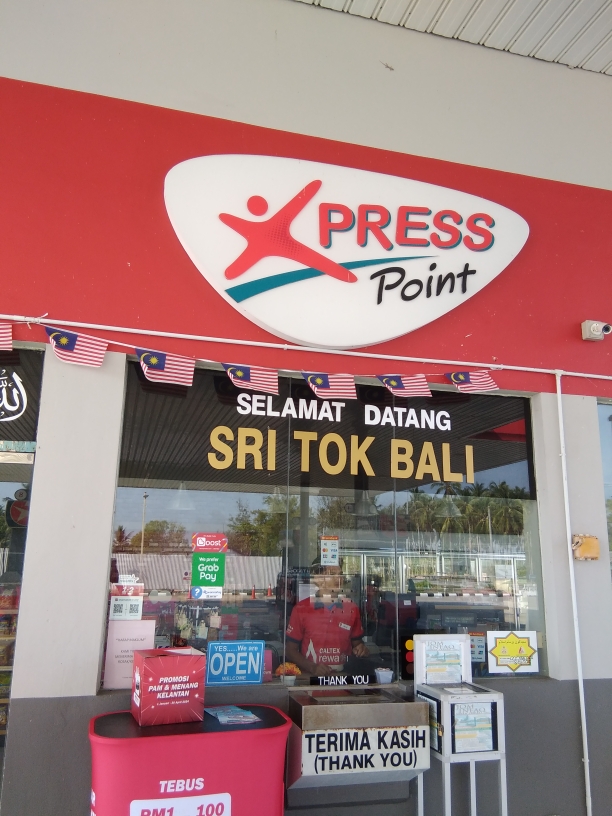 XPRESS
Point
SELAMAT DATANG
SRI TOK BALI
الله
Boost
We prefer
Grab
Pay
YES.....We are
OPEN
WELCOME
CALTEX
THANK YOU
PROMOSI
PAM & MENANG
KELANTAN
TERIMA KASIH
(THANK YOU)
TEBUS
RM1 100